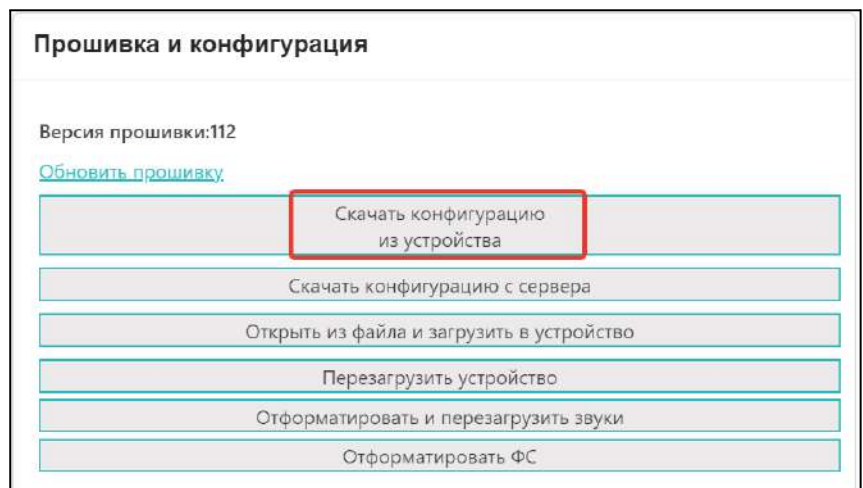 Прошивка и конфигурация
Версия прошивки:112
Обновить прошивку
Скачать конфигурацию
из устройства
Скачать конфигурацию с сервера
Открыть из файла и загрузить в устройство
Перезагрузить устройство
Отформатировать и перезагрузить звуки
Отформатировать ФС